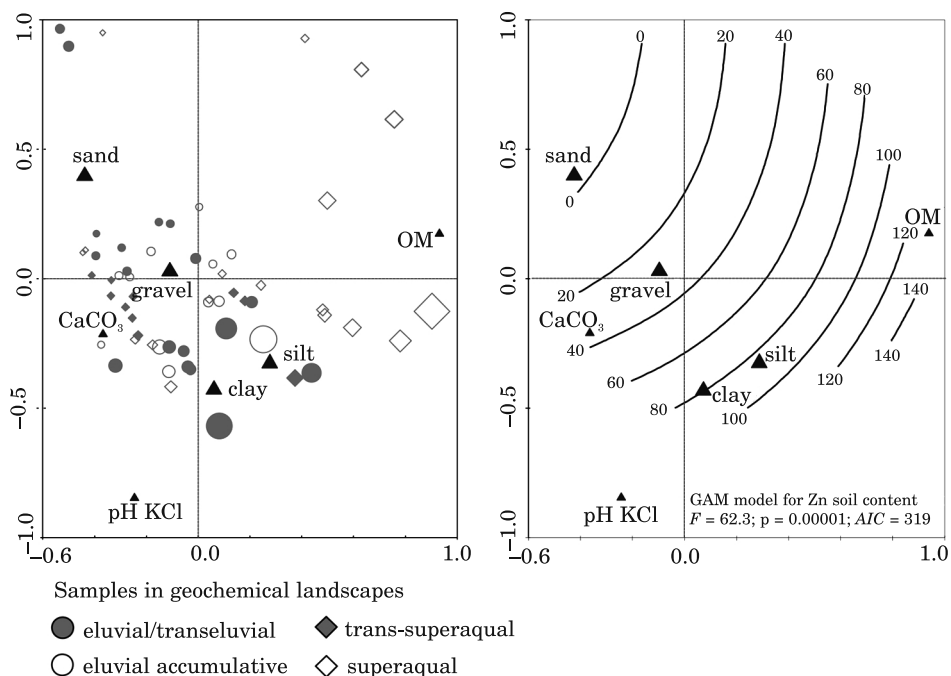 1.0
0.5
0.0
-0.5
-1.0
-0.6
0.0
1.0
sand
OM
gravel
CaCO3
silt
clay
pH KCl
1.0
0.5
0.0
-0.5
-1.0
-0.6
0.0
1.0
0
20
40
60
80
100
120
140
sand
0
OM
20
gravel
CaCO3
40
silt
60
120
140
clay
80
100
pH KCl
GAM model for Zn soil content
F = 62.3; p = 0.00001; AIC = 319
Samples in geochemical landscapes
eluvial/transeluvial
trans-superaqual
eluvial accumulative
superaqual